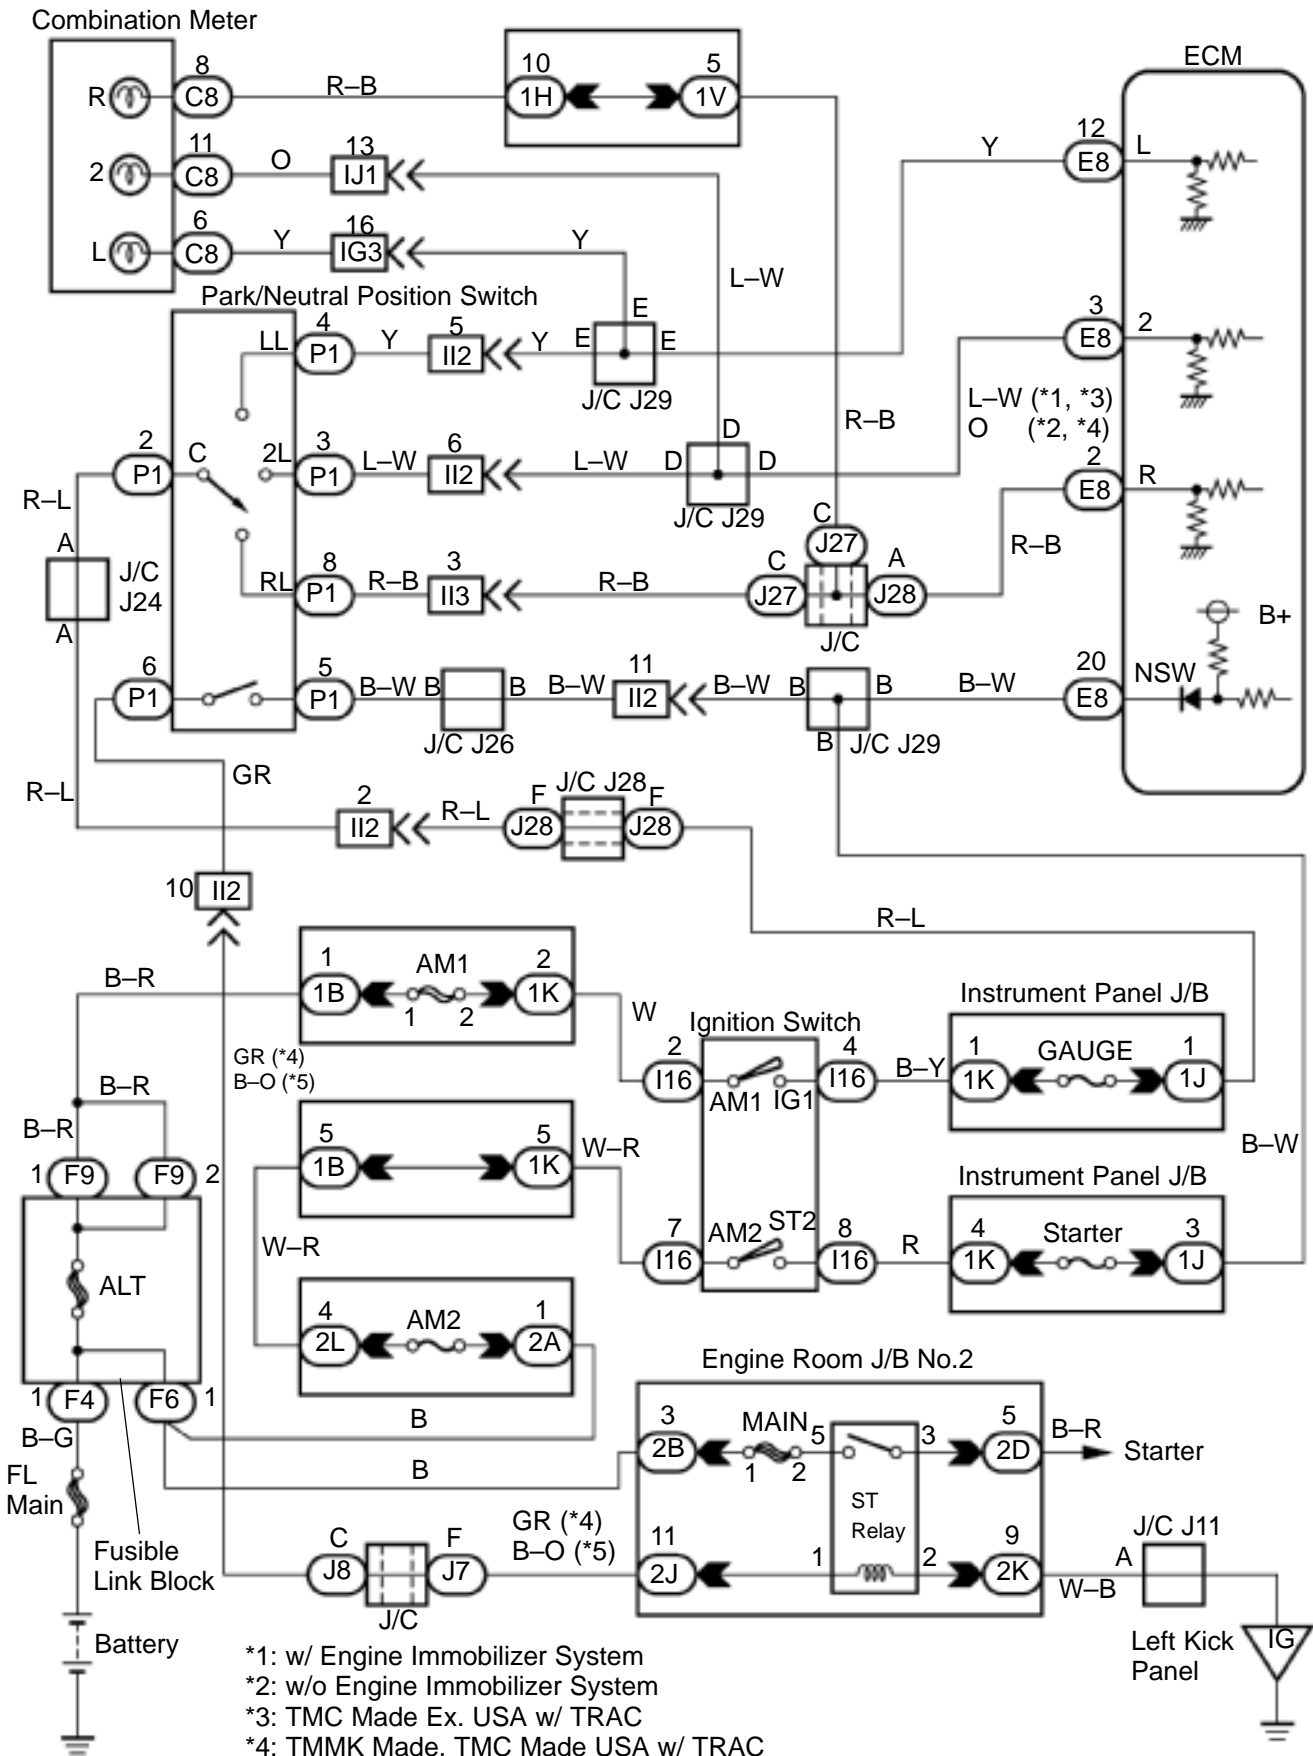 Combination Meter
ECM
R
8
C8
R–B
10
1H
5
1V
2
11
C8
O
13
IJ1
L
6
C8
Y
16
IG3
Y
Y
12
E8
L
L–W
Park/Neutral Position Switch
LL
4
P1
Y
5
II2
Y
E
E
E
J/C J29
3
E8
2
L–W (*1, *3)
O (*2, *4)
R–B
2
P1
C
2L
3
P1
L–W
6
II2
L–W
D
D
D
J/C J29
2
E8
R
R–L
A
J/C
J24
A
RL
8
P1
R–B
3
II3
R–B
C
J27
C
J27
A
J28
J/C
R–B
B+
6
P1
5
P1
B–W
B
B
J/C J26
B–W
11
II2
B–W
B
B
B
J/C J29
B–W
20
E8
NSW
GR
R–L
2
II2
R–L
F
J28
J/C J28
F
J28
10
II2
R–L
B–R
1
1B
AM1
1
2
2
1K
W
Ignition Switch
2
I16
AM1
IG1
4
I16
B–Y
Instrument Panel J/B
1
1K
GAUGE
1
1J
GR (*4)
B–O (*5)
B–R
B–R
5
1B
5
1K
W–R
B–W
1
F9
F9
2
Instrument Panel J/B
7
I16
AM2
ST2
8
I16
R
4
1K
Starter
3
1J
W–R
ALT
4
2L
AM2
1
2A
1
F4
F6
1
B
B–G
B
FL
Main
Fusible
Link Block
Engine Room J/B No.2
3
2B
MAIN
1
2
5
3
5
2D
B–R
Starter
ST
Relay
C
J8
F
J7
J/C
GR (*4)
B–O (*5)
11
2J
1
2
9
2K
W–B
A
J/C J11
Battery
Left Kick
Panel
IG
*1: w/ Engine Immobilizer System
*2: w/o Engine Immobilizer System
*3: TMC Made Ex. USA w/ TRAC
*4: TMMK Made, TMC Made USA w/ TRAC